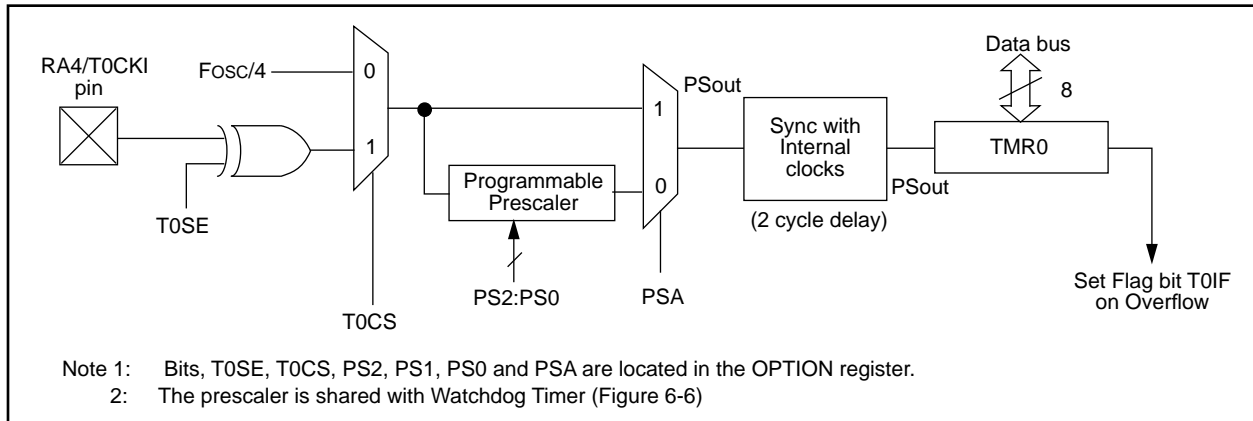 RA4/T0CKI
pin
FOSC/4
0
1
T0SE
T0CS
Programmable
Prescaler
PS2:PS0
1
0
PSA
PSout
Sync with
Internal
clocks
(2 cycle delay)
PSout
Data bus
8
TMR0
Set Flag bit T0IF
on Overflow
Note 1: Bits, T0SE, T0CS, PS2, PS1, PS0 and PSA are located in the OPTION register.
2: The prescaler is shared with Watchdog Timer (Figure 6-6)